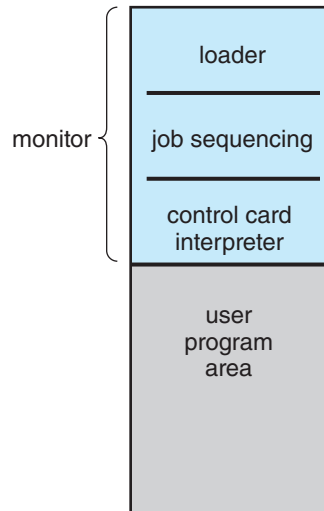 loader
monitor
job sequencing
control card
interpreter
user
program
area